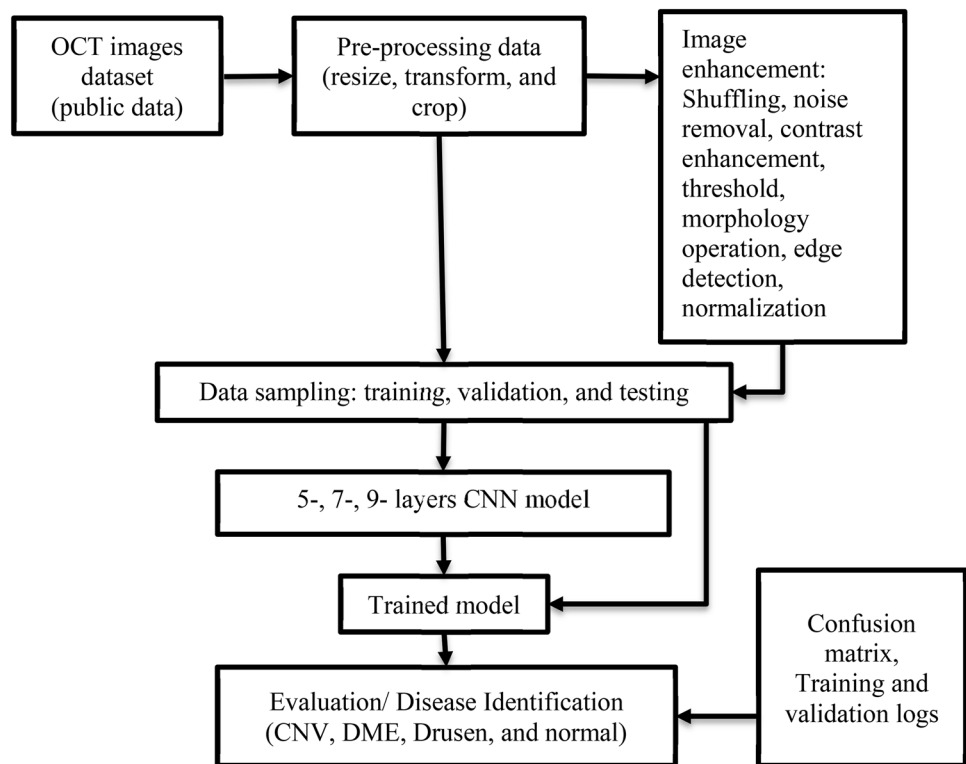 OCT images
dataset
(public data)
Pre-processing data
(resize, transform, and
crop)
Image
enhancement:
Shuffling, noise
removal, contrast
enhancement,
threshold,
morphology
operation, edge
detection,
normalization
Data sampling: training, validation, and testing
5-, 7-, 9- layers CNN model
Trained model
Evaluation/ Disease Identification
(CNV, DME, Drusen, and normal)
Confusion
matrix,
Training and
validation logs